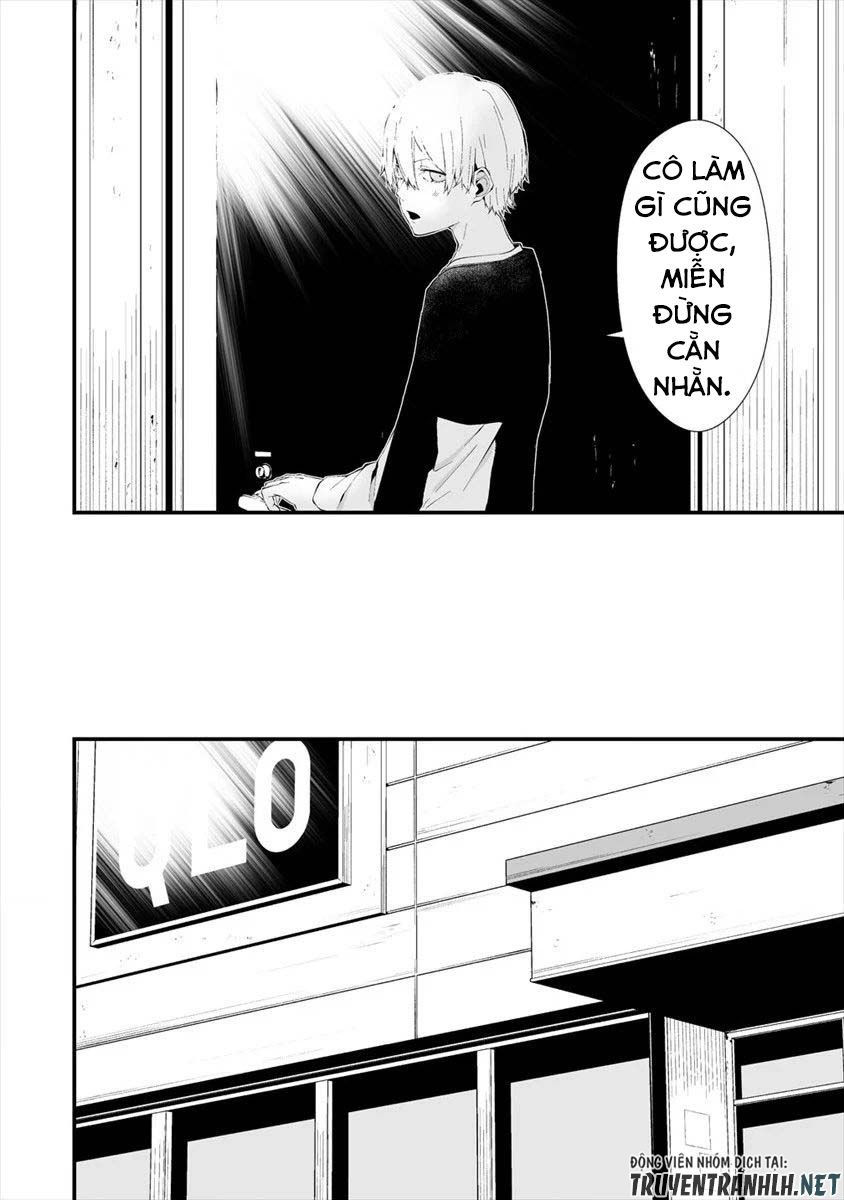 CÔ LÀM
GÌ CŨNG
ĐƯỢC,
MIỄN
ĐỪNG
CẰN
NHẰN.
QLO
ĐỘNG VIÊN NHÓM DỊCH TẠI:
TRUYENTRANHLH.NET